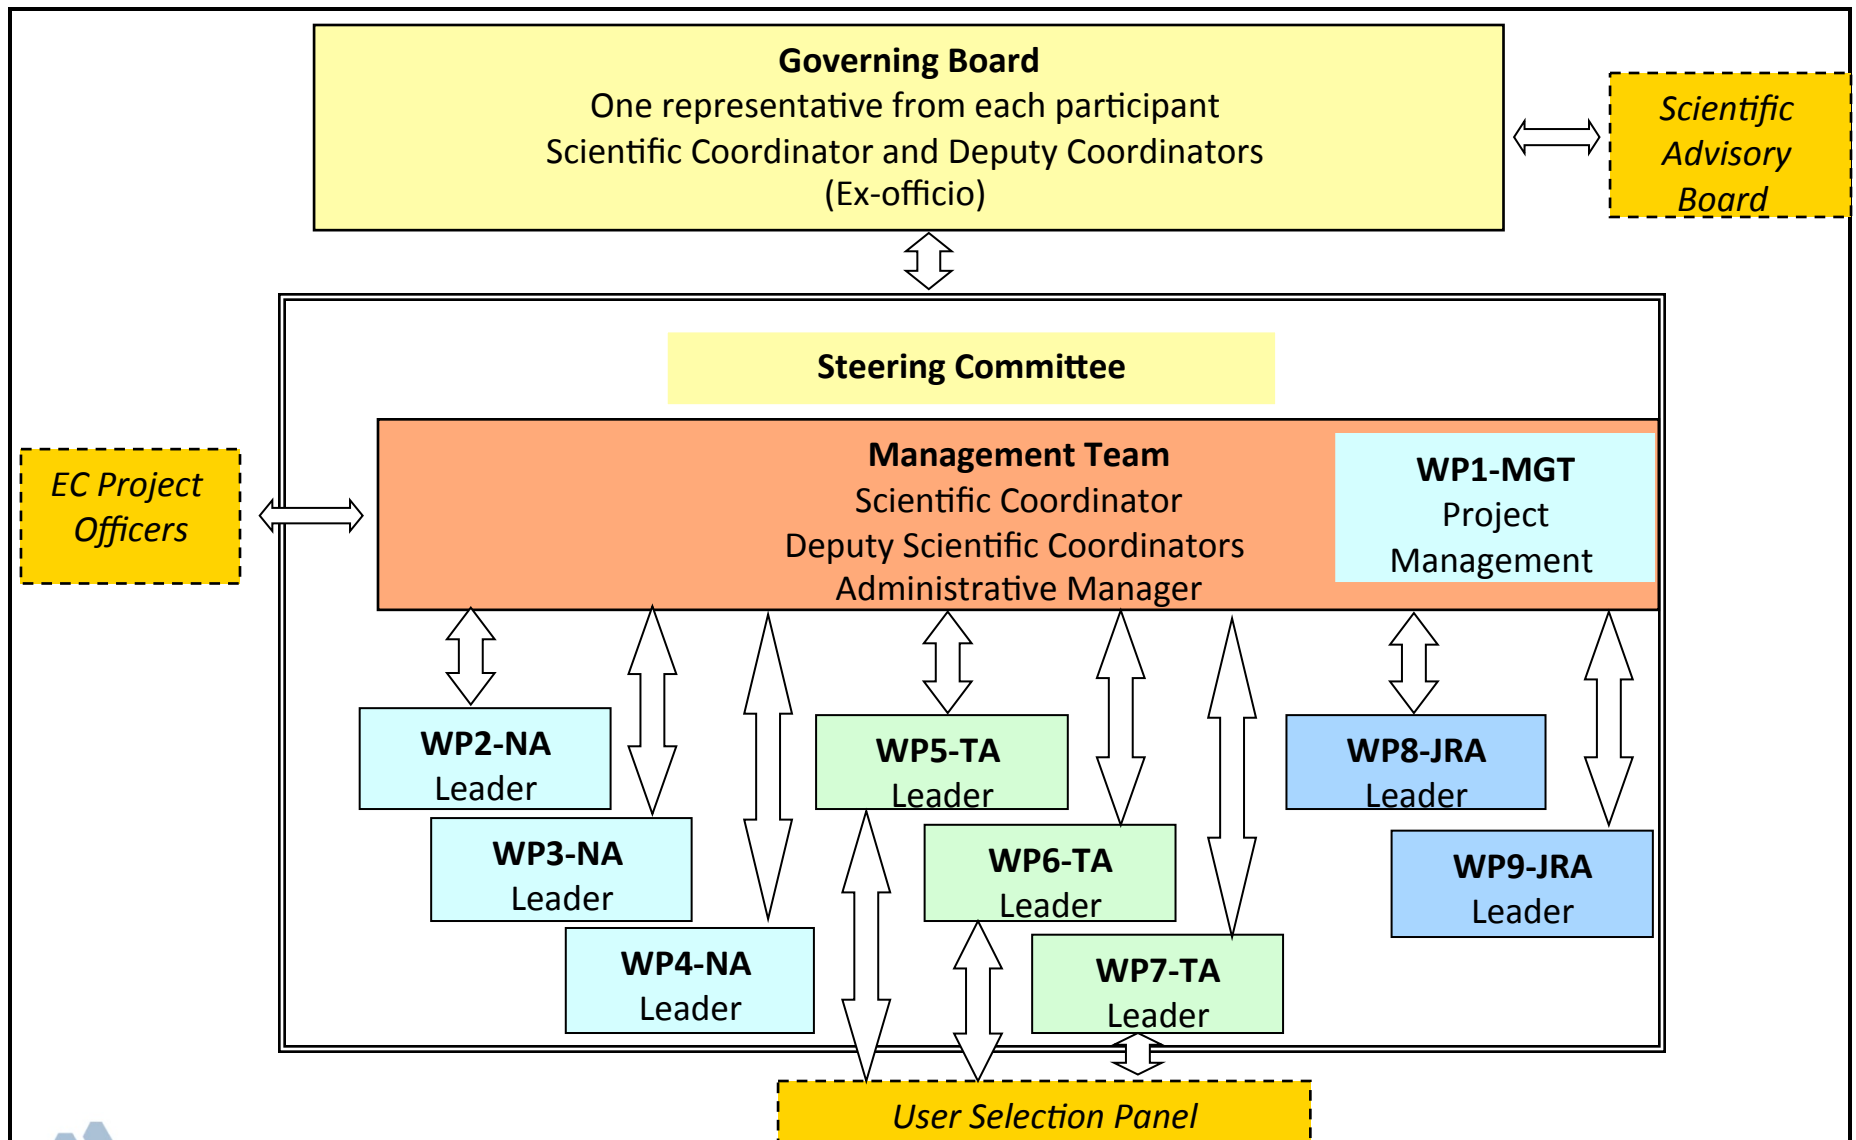 Governing Board
One representative from each participant
Scientific Coordinator and Deputy Coordinators
(Ex-officio)
Scientific
Advisory
Board
Steering Committee
Management Team
Scientific Coordinator
Deputy Scientific Coordinators
Administrative Manager
WP1-MGT
Project
Management
EC Project
Officers
WP2-NA
Leader
WP3-NA
Leader
WP4-NA
Leader
WP5-TA
Leader
WP6-TA
Leader
WP7-TA
Leader
WP8-JRA
Leader
WP9-JRA
Leader
User Selection Panel